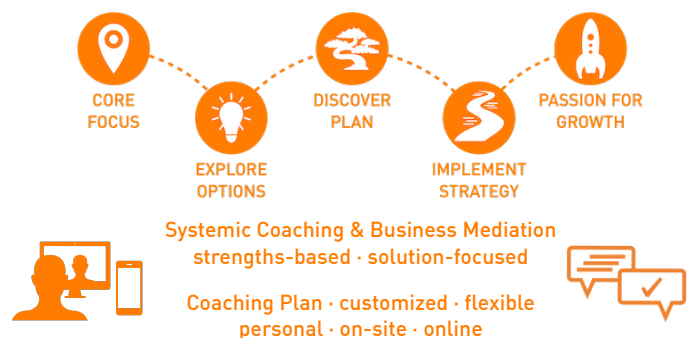 CORE
FOCUS
EXPLORE
OPTIONS
DISCOVER
PLAN
IMPLEMENT
STRATEGY
PASSION FOR
GROWTH
Systemic Coaching & Business Mediation
strengths-based · solution-focused
Coaching Plan · customized · flexible
personal · on-site · online